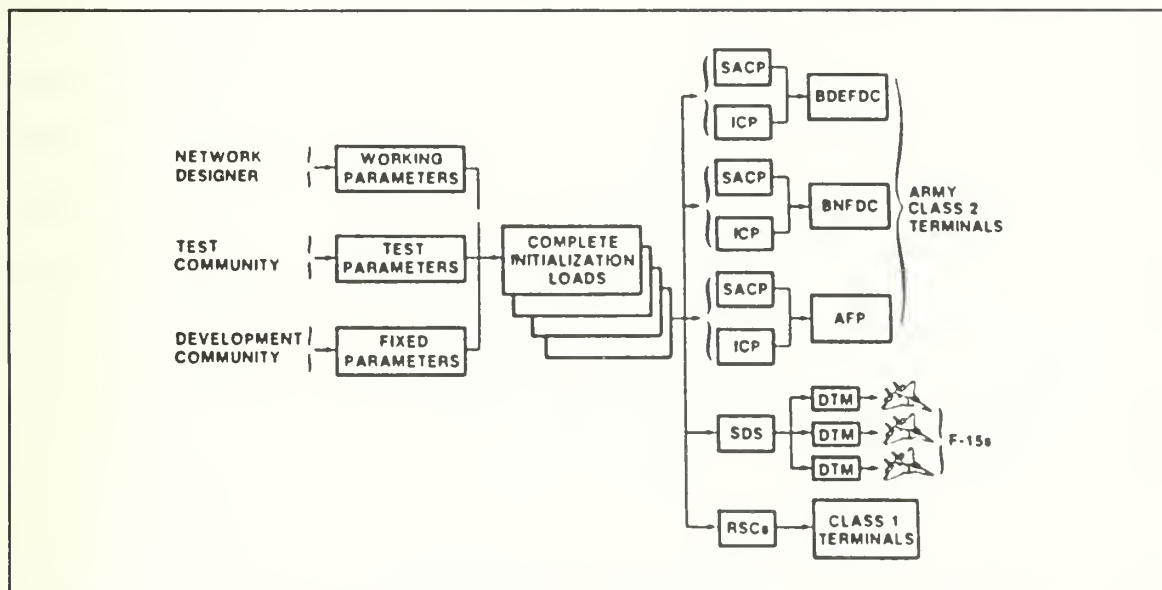 NETWORK
DESIGNER
WORKING
PARAMETERS
TEST
COMMUNITY
TEST
PARAMETERS
DEVELOPMENT
COMMUNITY
FIXED
PARAMETERS
COMPLETE
INITIALIZATION
LOADS
SACP
ICP
BDEFDC
SACP
ICP
BNFDC
SACP
ICP
AFP
ARMY
CLASS 2
TERMINALS
SDS
DTM
DTM
DTM
F-15s
RSCs
CLASS 1
TERMINALS